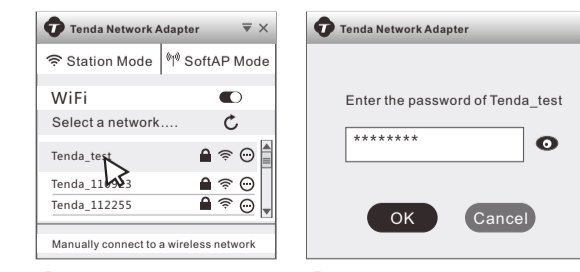 Tenda Network Adapter
Station Mode
SoftAP Mode
WiFi
Select a network....
Tenda_test
Tenda_116923
Tenda_112255
Manually connect to a wireless network
Tenda Network Adapter
Enter the password of Tenda_test
********
OK
Cancel